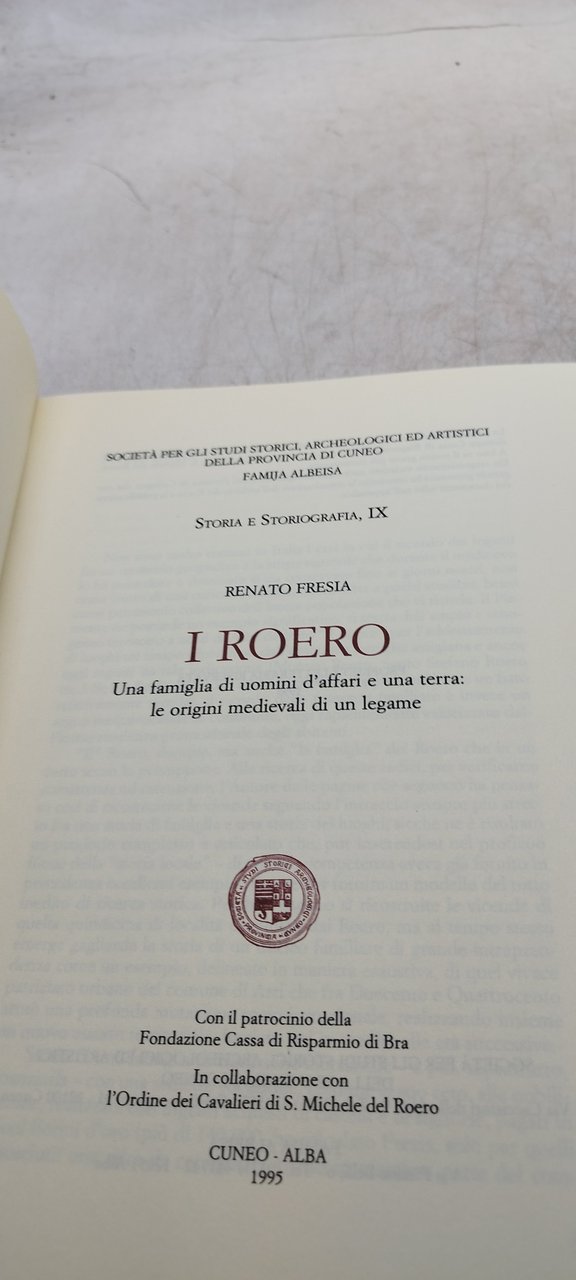 SOCIETÀ PER GLI STUDI STORICI, ARCHEOLOGICI ED ARTISTICI
DELLA PROVINCIA DI CUNEO
FAMIJA ALBEISA
STORIA E STORIOGRAFIA, IX
RENATO FRESIA
I ROERO
Una famiglia di uomini d'affari e una terra:
le origini medievali di un legame
Con il patrocinio della
Fondazione Cassa di Risparmio di Bra
In collaborazione con
l'Ordine dei Cavalieri di S. Michele del Roero
CUNEO - ALBA
1995